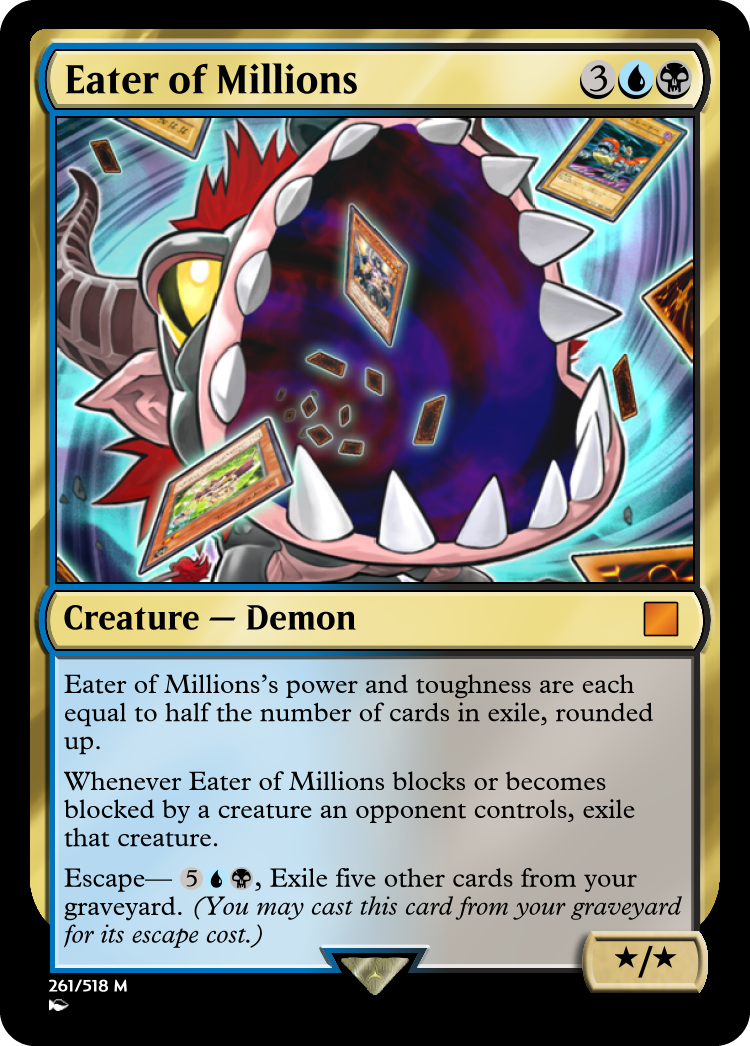 Eater of Millions 3
Creature — Demon
Eater of Millions's power and toughness are each
equal to half the number of cards in exile, rounded
up.
Whenever Eater of Millions blocks or becomes
blocked by a creature an opponent controls, exile
that creature.
Escape— 5, Exile five other cards from your
graveyard. (You may cast this card from your graveyard
for its escape cost.)
★/★
261/518 M